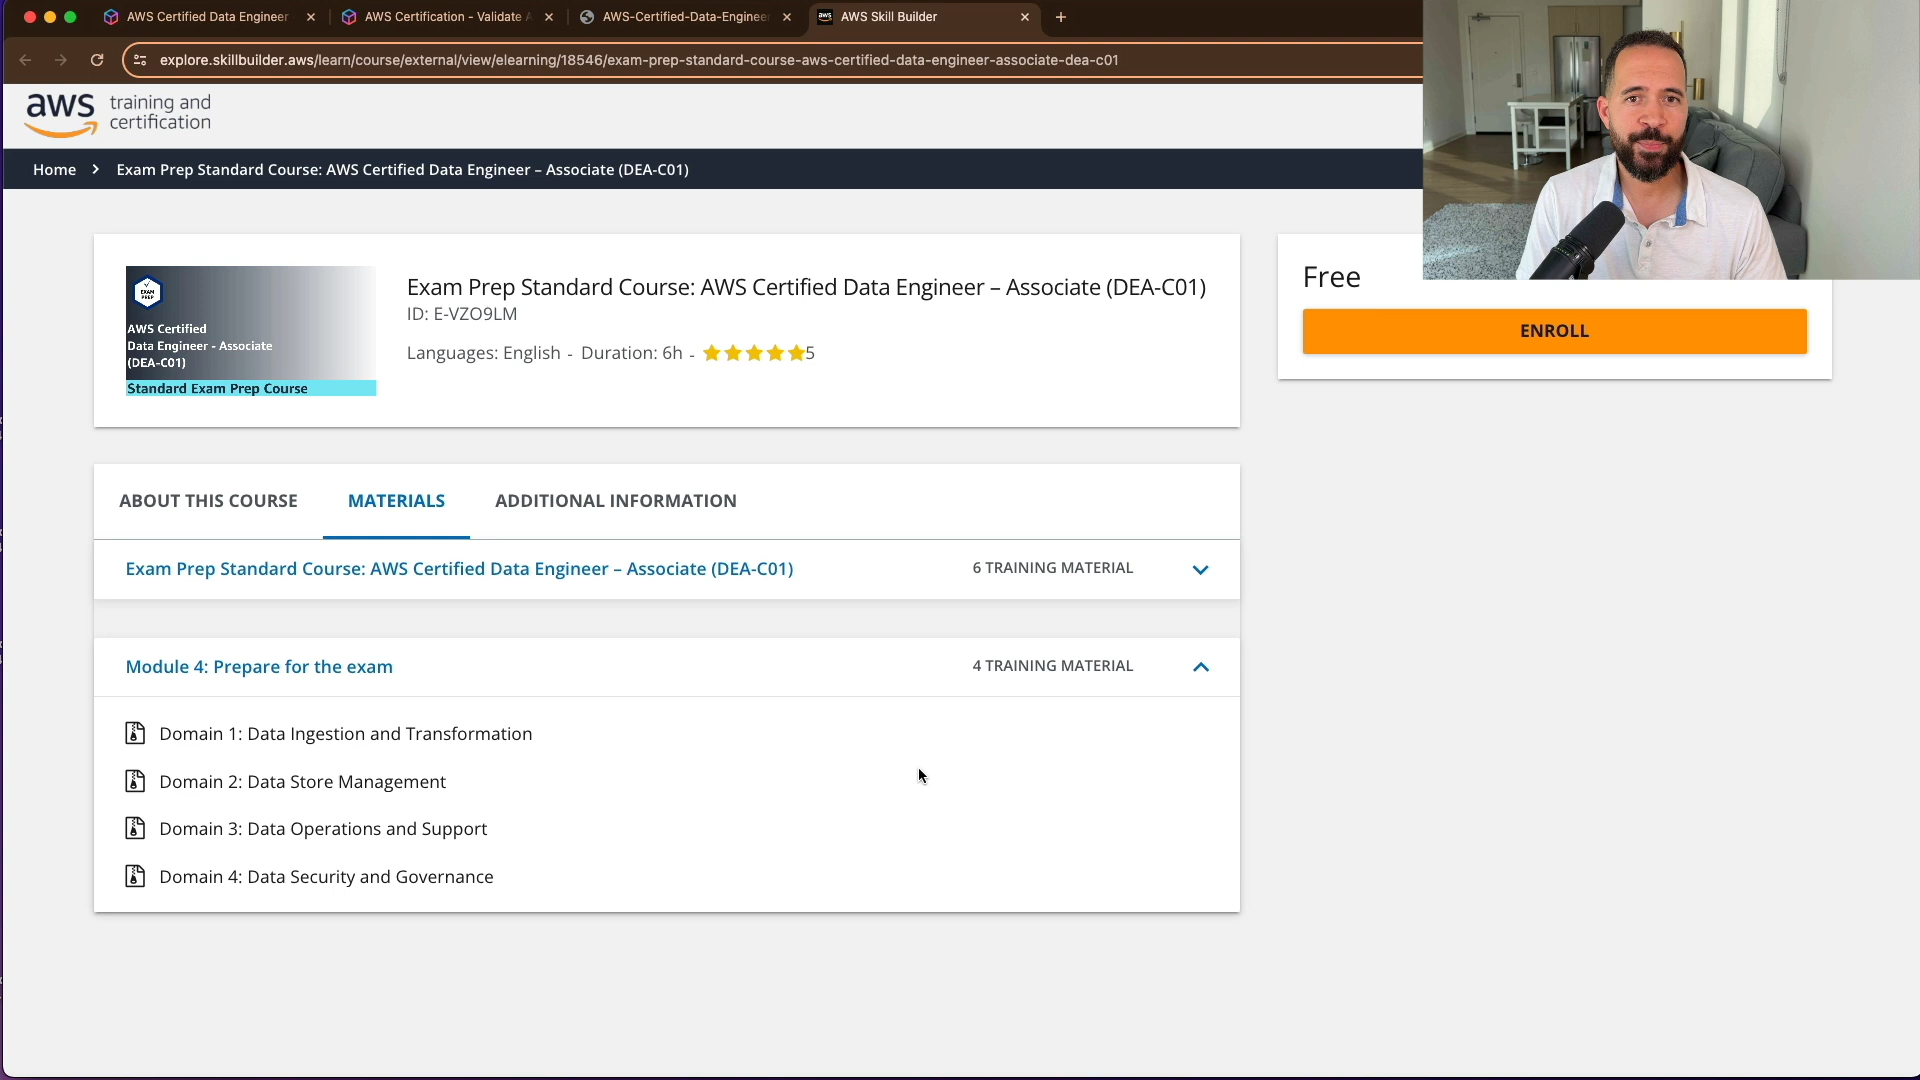 AWS Certified Data Engineer
AWS Certification - Validate A
AWS-Certified-Data-Enginee
aws
AWS Skill Builder
explore.skillbuilder.aws/learn/course/external/view/elearning/18546/exam-prep-standard-course-aws-certified-data-engineer-associate-dea-c01
aws training and
certification
Home > Exam Prep Standard Course: AWS Certified Data Engineer – Associate (DEA-C01)
EXAM
PREP
AWS Certified
Data Engineer - Associate
(DEA-C01)
Standard Exam Prep Course
Exam Prep Standard Course: AWS Certified Data Engineer – Associate (DEA-C01)
ID: E-VZO9LM
Languages: English - Duration: 6h - 5
Free
ENROLL
ABOUT THIS COURSE
MATERIALS
ADDITIONAL INFORMATION
Exam Prep Standard Course: AWS Certified Data Engineer – Associate (DEA-C01)
6 TRAINING MATERIAL
Module 4: Prepare for the exam
4 TRAINING MATERIAL
Domain 1: Data Ingestion and Transformation
Domain 2: Data Store Management
Domain 3: Data Operations and Support
Domain 4: Data Security and Governance